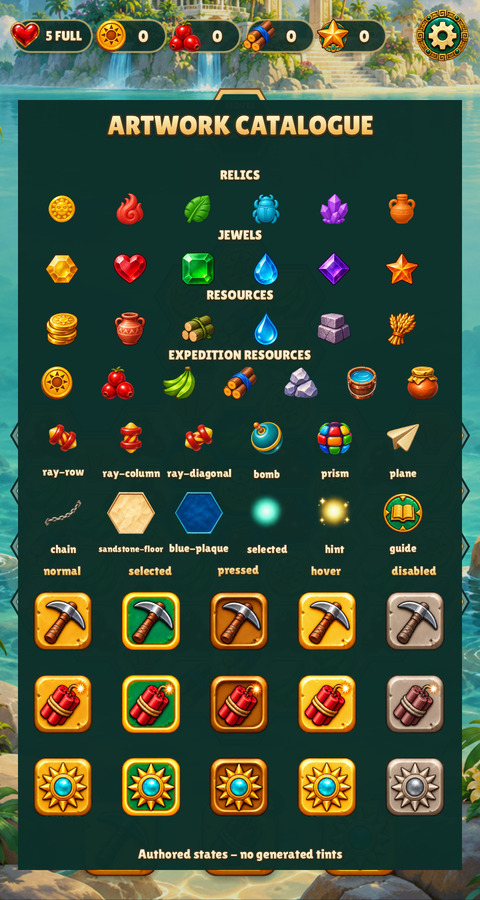 5 FULL 0 0 0 0
ARTWORK CATALOGUE
RELICS
JEWELS
RESOURCES
EXPEDITION RESOURCES
ray-row ray-column ray-diagonal bomb prism plane
chain sandstone-floor blue-plaque selected hint guide
normal selected pressed hover disabled
Authored states – no generated tints